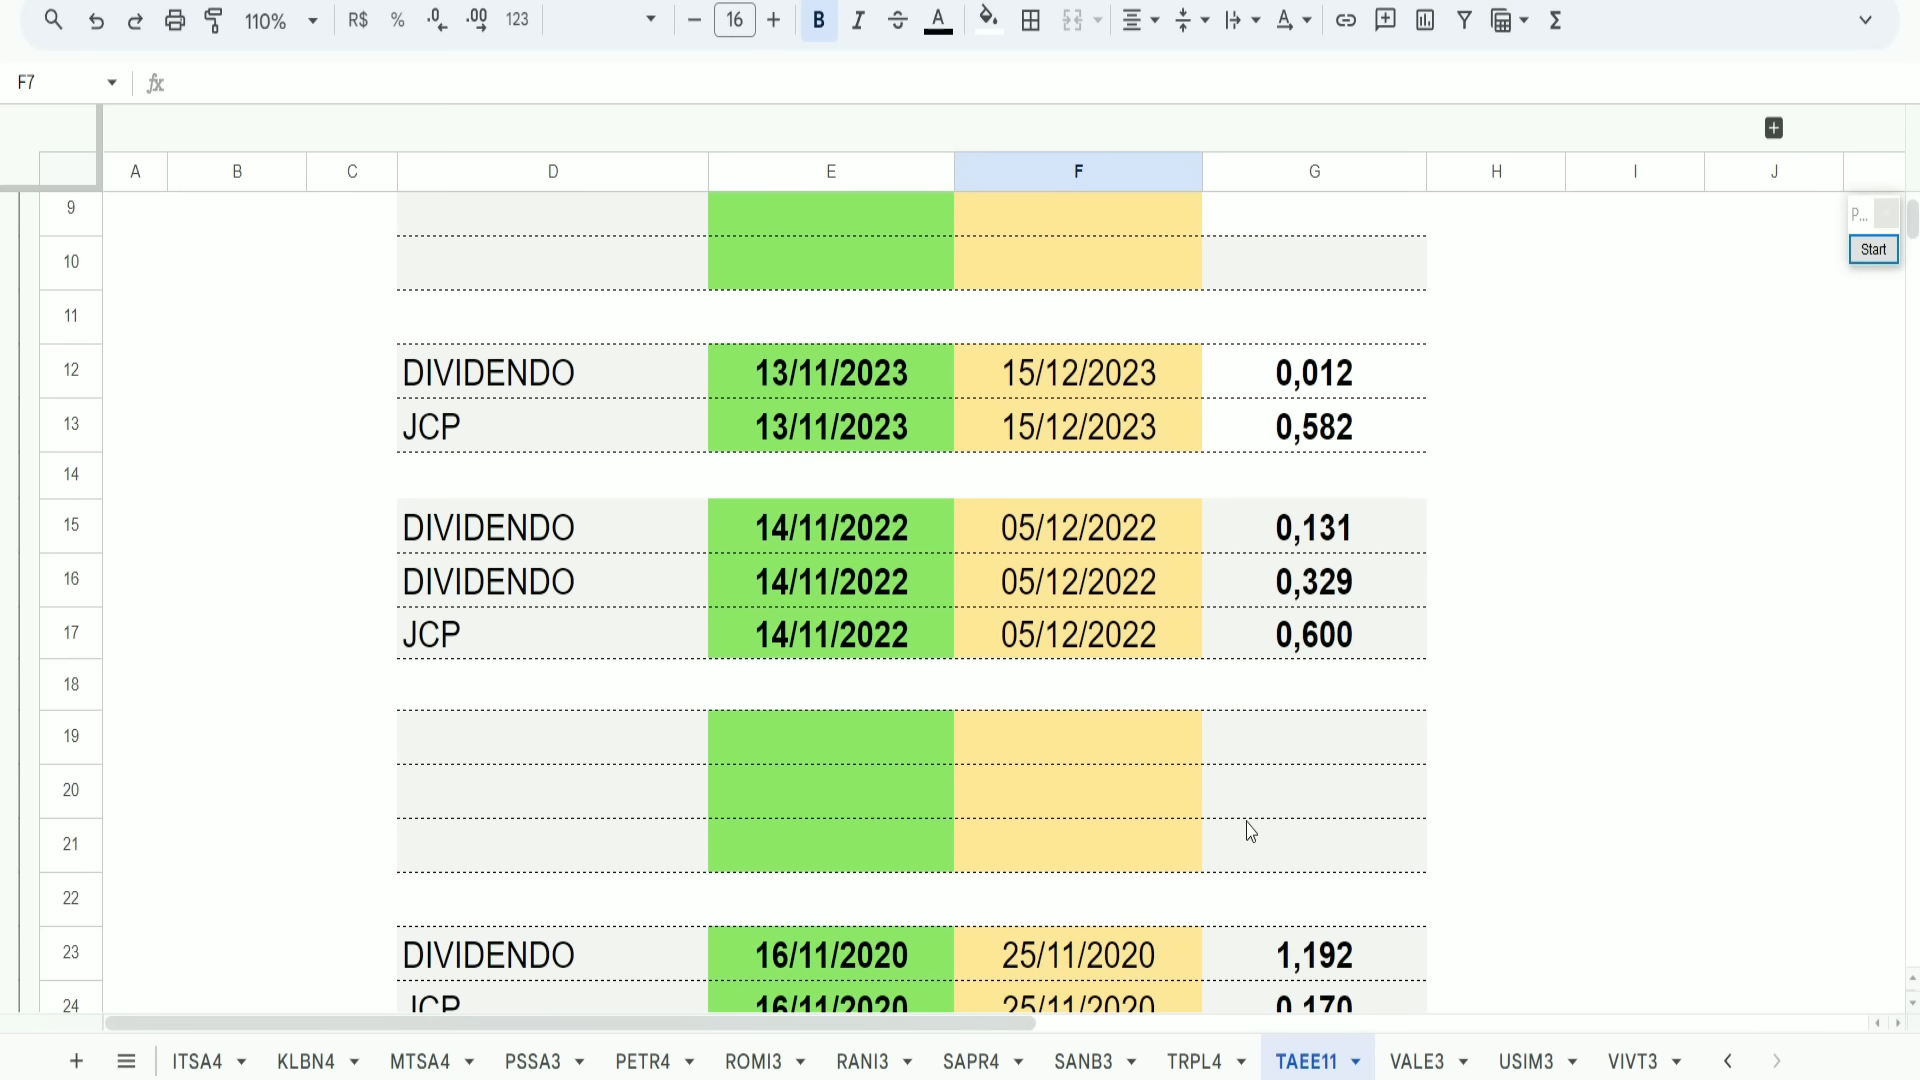 110% R$ % .0 .00 123 16 B I A A Σ
F7 fx
A B C D E F G H I J
9
P...
Start
10
11
12 DIVIDENDO 13/11/2023 15/12/2023 0,012
13 JCP 13/11/2023 15/12/2023 0,582
14
15 DIVIDENDO 14/11/2022 05/12/2022 0,131
16 DIVIDENDO 14/11/2022 05/12/2022 0,329
17 JCP 14/11/2022 05/12/2022 0,600
18
19
20
21
22
23 DIVIDENDO 16/11/2020 25/11/2020 1,192
24 JCP 16/11/2020 25/11/2020 0,170
ITSA4 KLBN4 MTSA4 PSSA3 PETR4 ROMI3 RANI3 SAPR4 SANB3 TRPL4 TAEE11 VALE3 USIM3 VIVT3